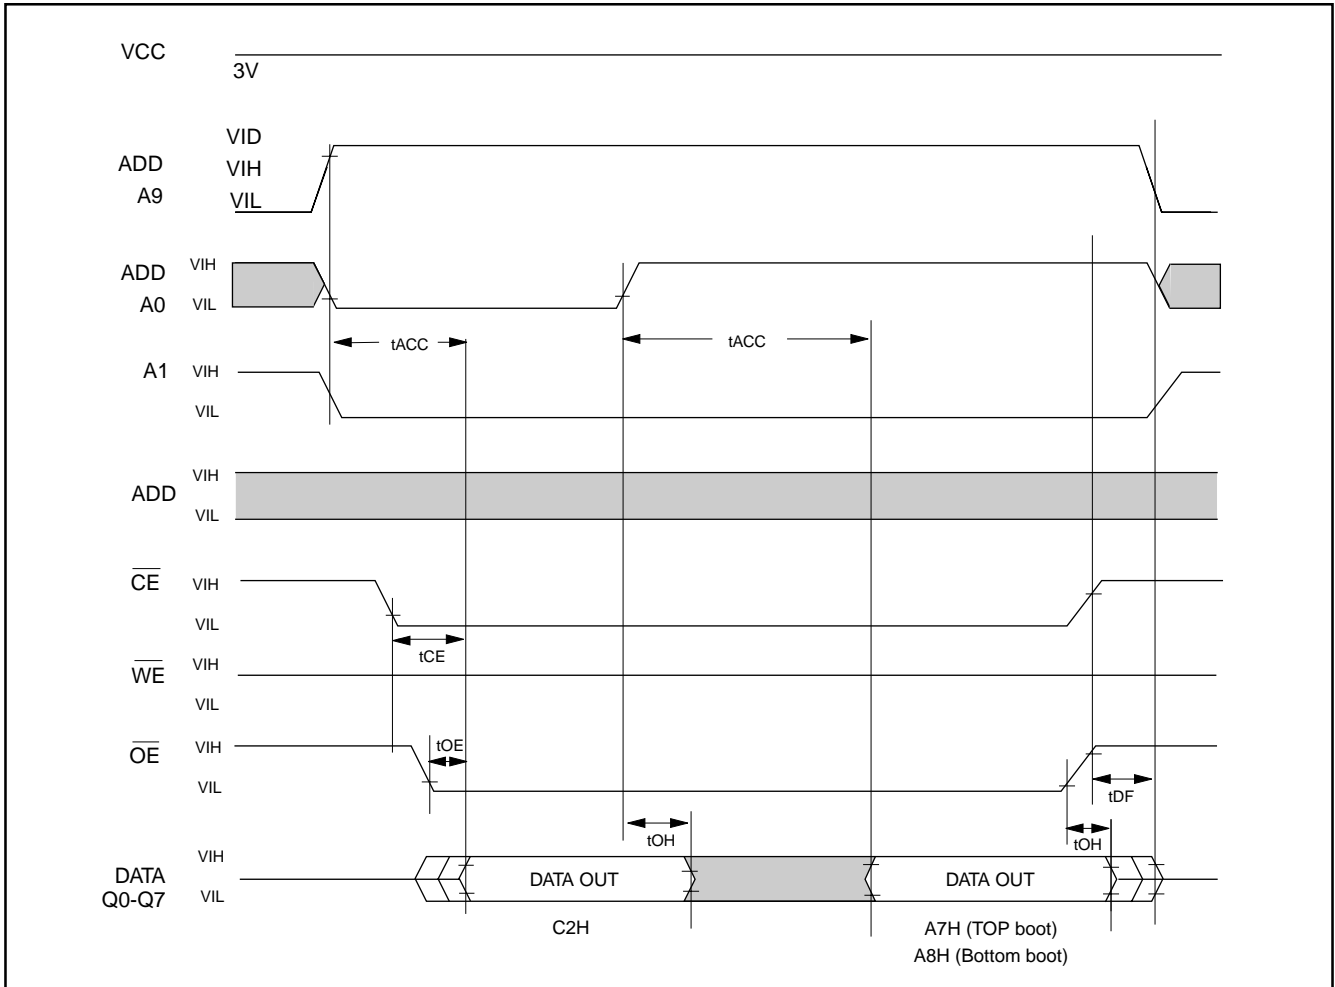 VCC
3V
VID
ADD
VIH
A9
VIL
ADD
VIH
A0
VIL
tACC
tACC
A1
VIH
VIL
VIH
ADD
VIL
CE
VIH
VIL
tCE
WE
VIH
VIL
OE
VIH
tOE
VIL
tDF
tOH
tOH
VIH
DATA
Q0-Q7
VIL
DATA OUT
DATA OUT
C2H
A7H (TOP boot)
A8H (Bottom boot)